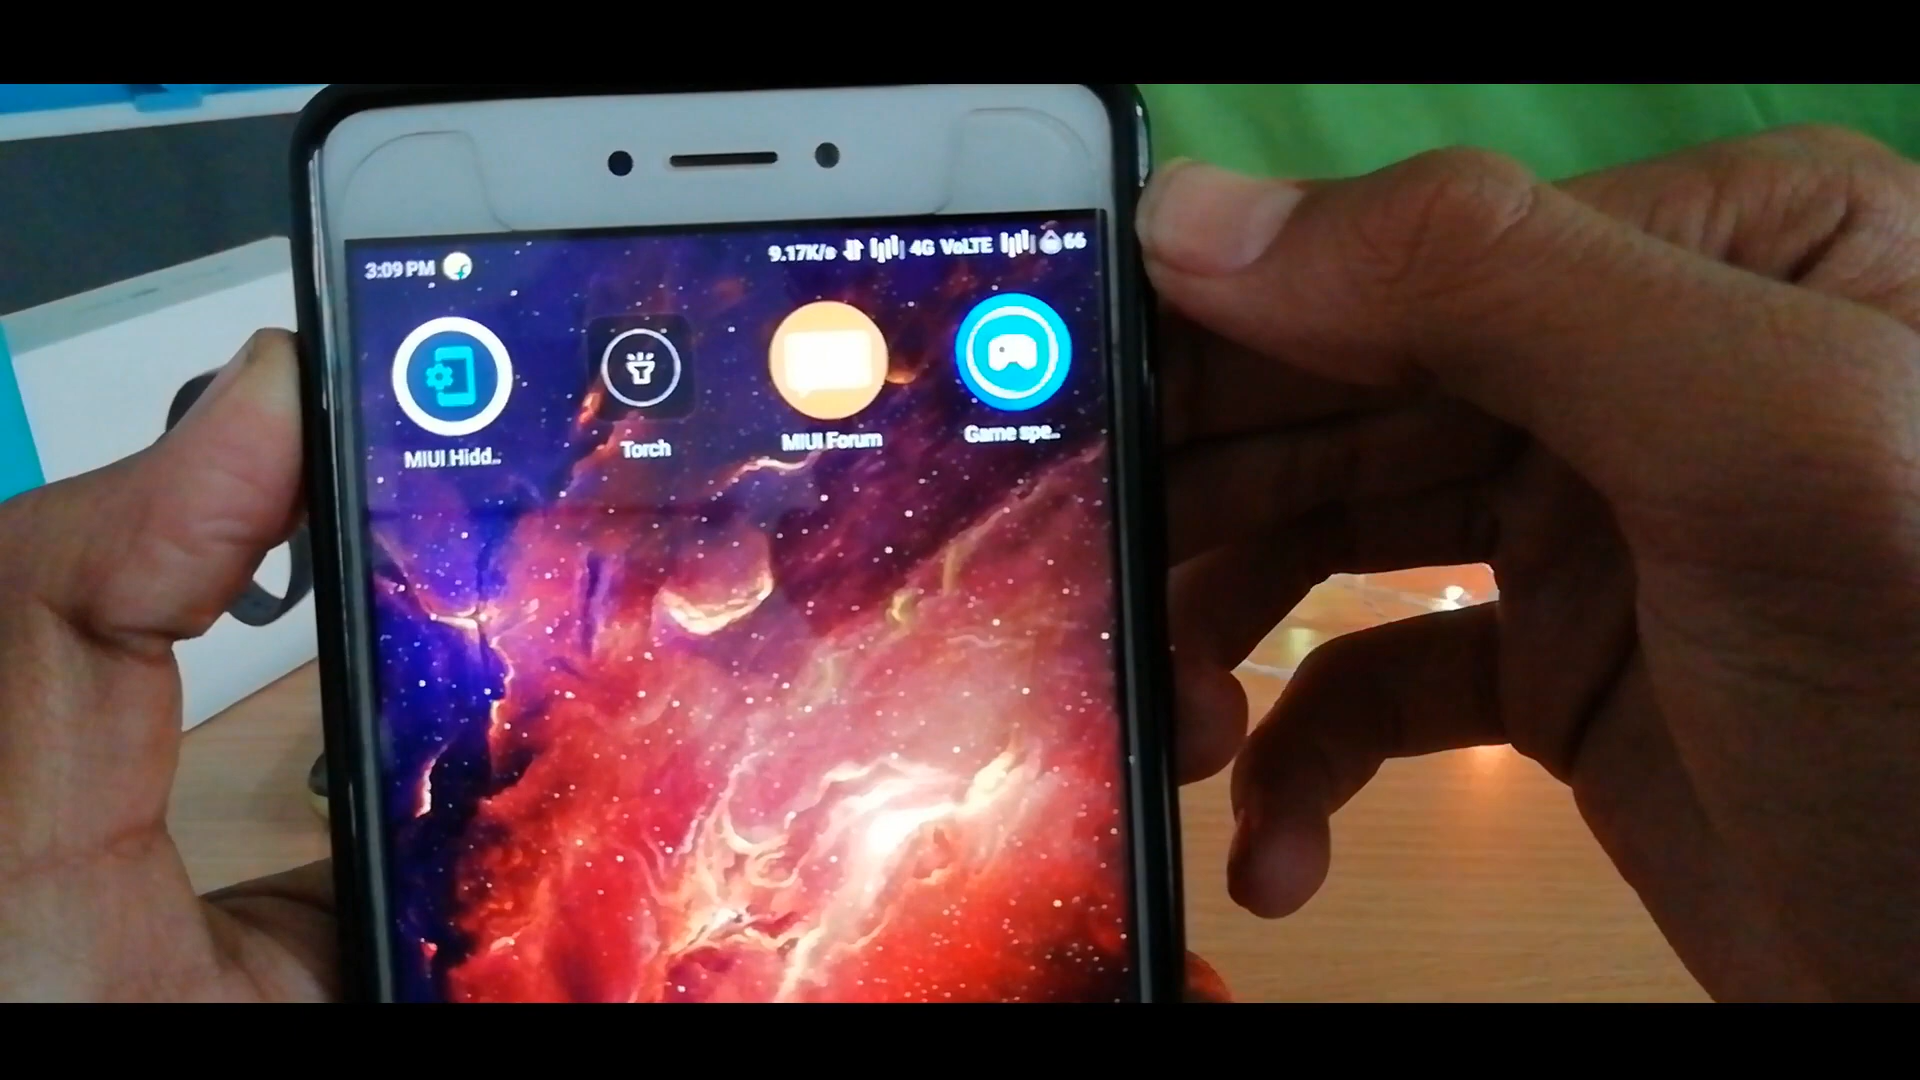 3:09 PM 9.17K/s 4G VoLTE 66
MIUI Hidd.. Torch MIUI Forum Game spe..